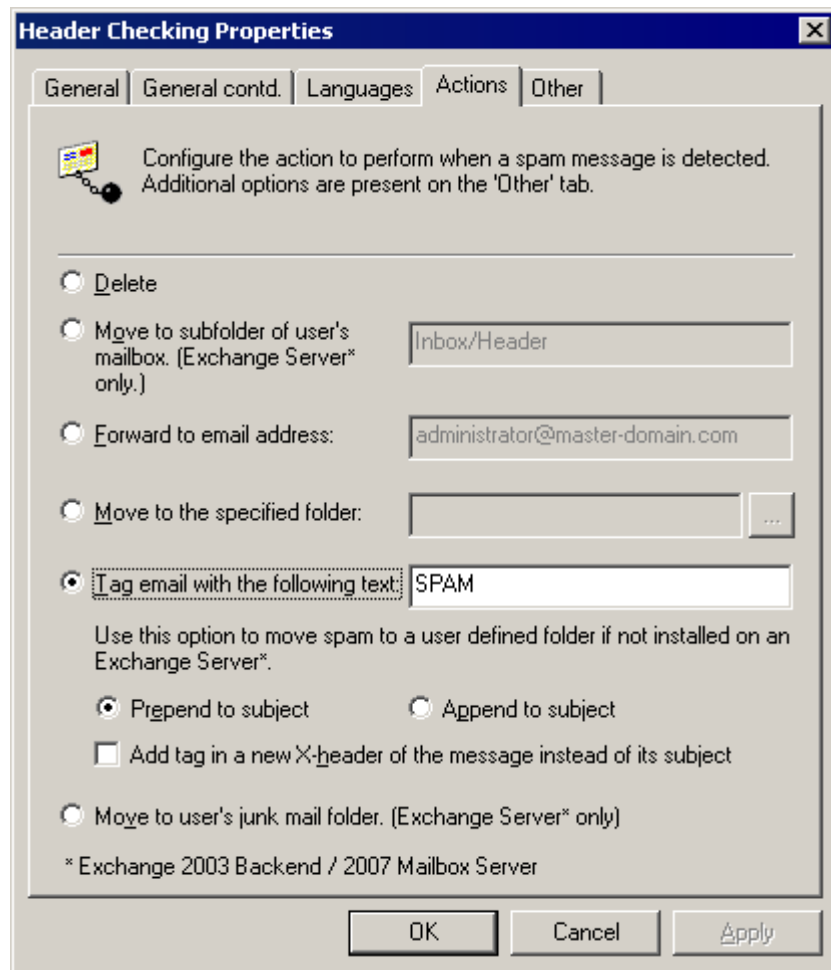 Header Checking Properties
General
General contd.
Languages
Actions
Other
Configure the action to perform when a spam message is detected.
Additional options are present on the 'Other' tab.
Delete
Move to subfolder of user's
mailbox. (Exchange Server*
only.)
Inbox/Header
Forward to email address:
administrator@master-domain.com
Move to the specified folder:
...
Tag email with the following text:
SPAM
Use this option to move spam to a user defined folder if not installed on an
Exchange Server*.
Prepend to subject
Append to subject
Add tag in a new X-header of the message instead of its subject
Move to user's junk mail folder. (Exchange Server* only)
* Exchange 2003 Backend / 2007 Mailbox Server
OK
Cancel
Apply